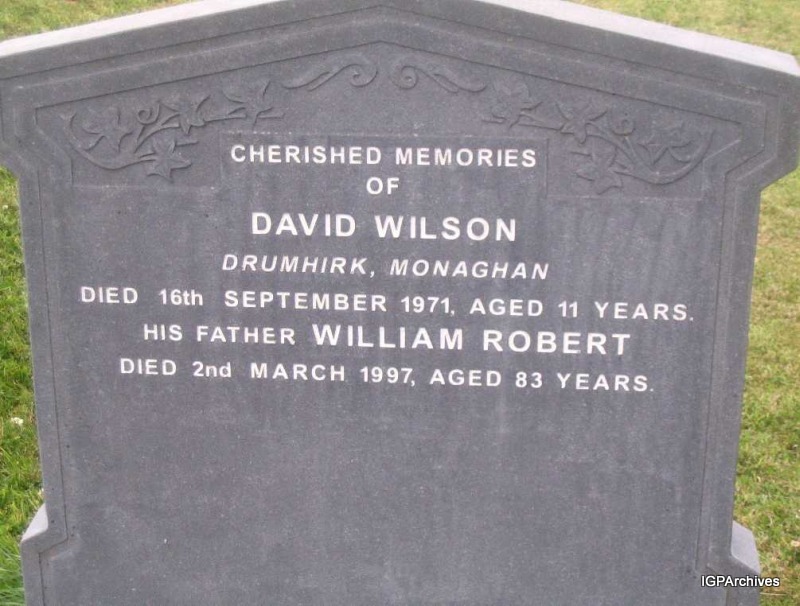 CHERISHED MEMORIES
OF
DAVID WILSON
DRUMHIRK, MONAGHAN
DIED 16th SEPTEMBER 1971, AGED 11 YEARS.
HIS FATHER WILLIAM ROBERT
DIED 2nd MARCH 1997, AGED 83 YEARS.
IGPArchives